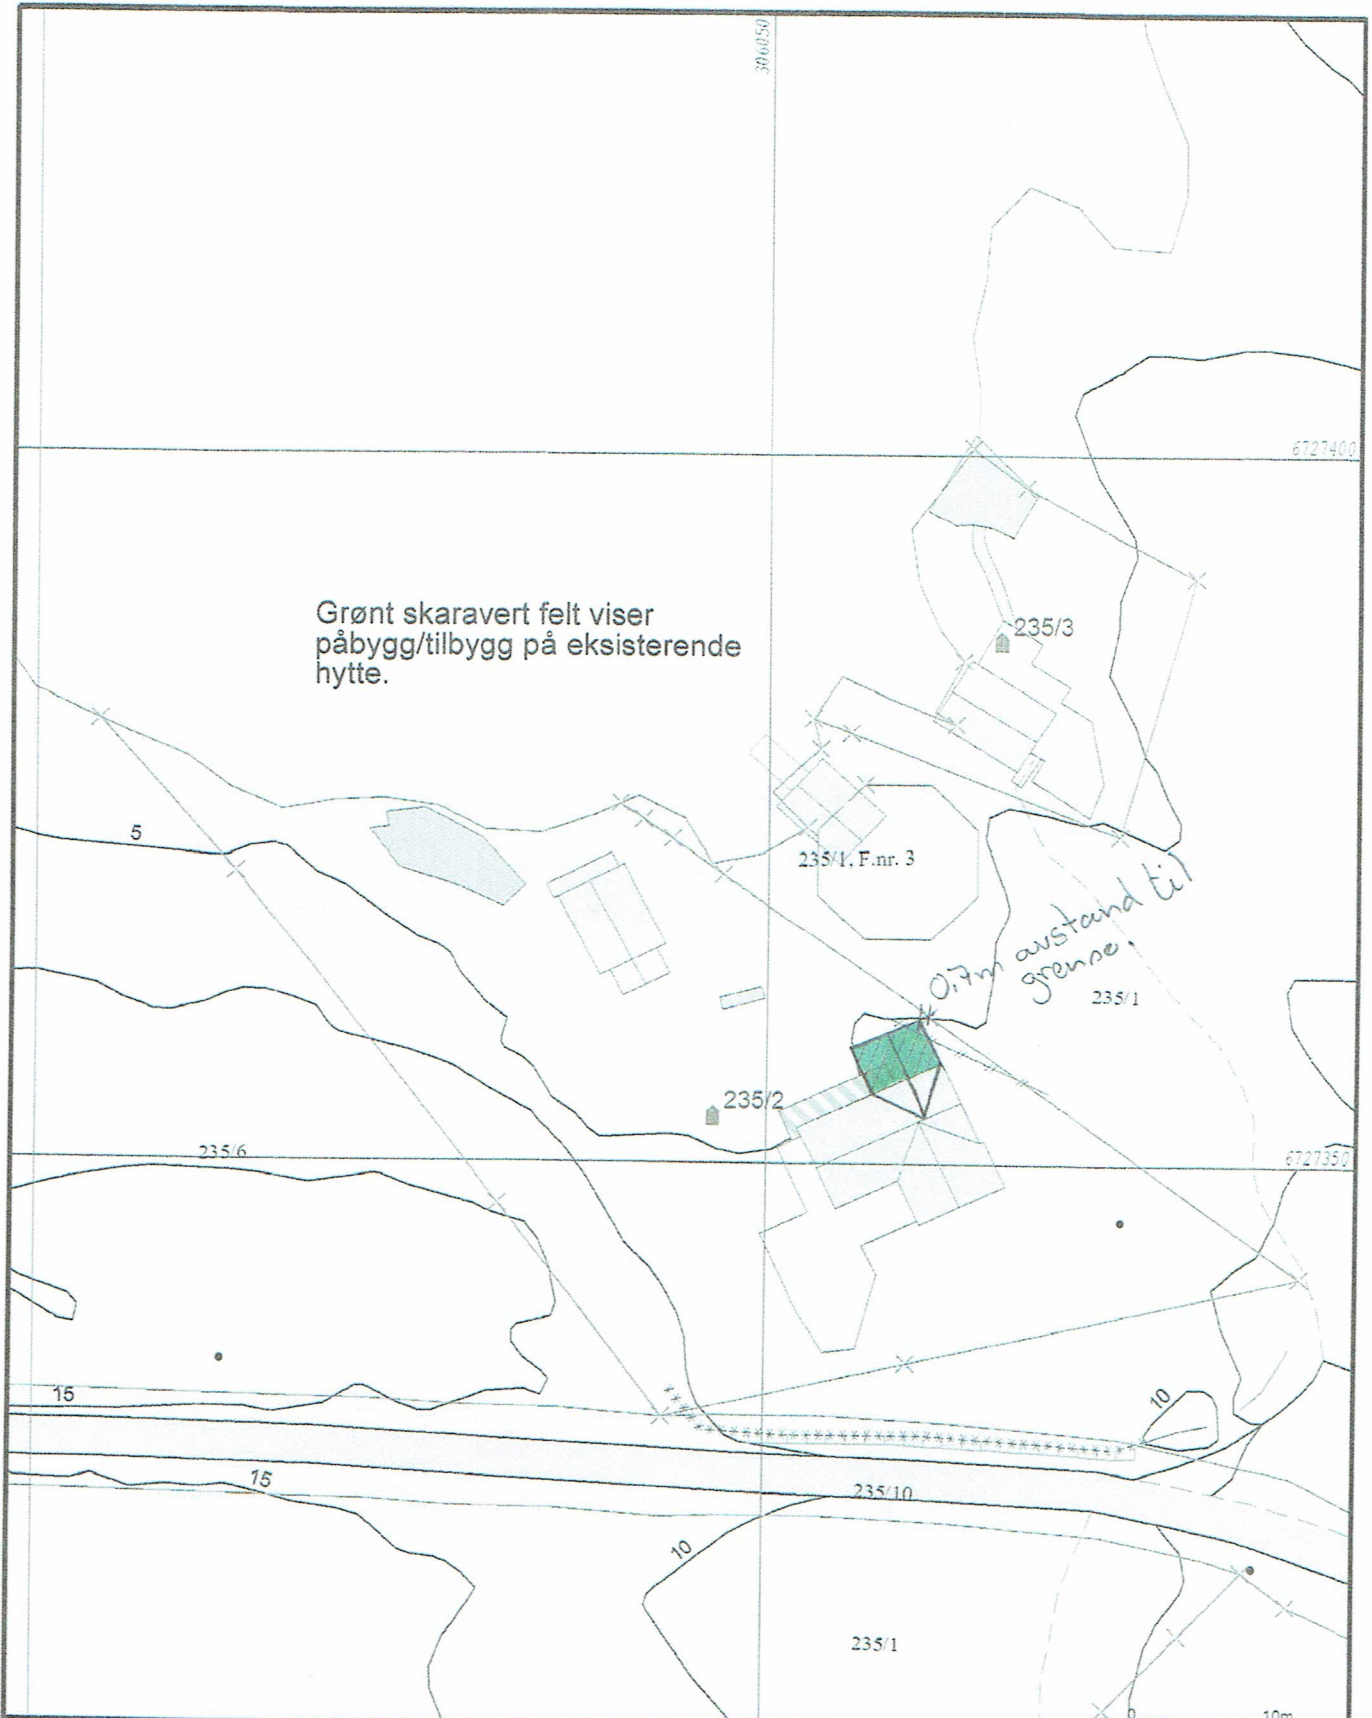 306050
6727400
Grønt skaravert felt viser
påbygg/tilbygg på eksisterende
hytte.
235/3
5
235/1, F.nr. 3
0,7m avstand til
grense.
235/1
235/2
235/6
6727350
15
10
15
235/10
10
235/1
0
10m